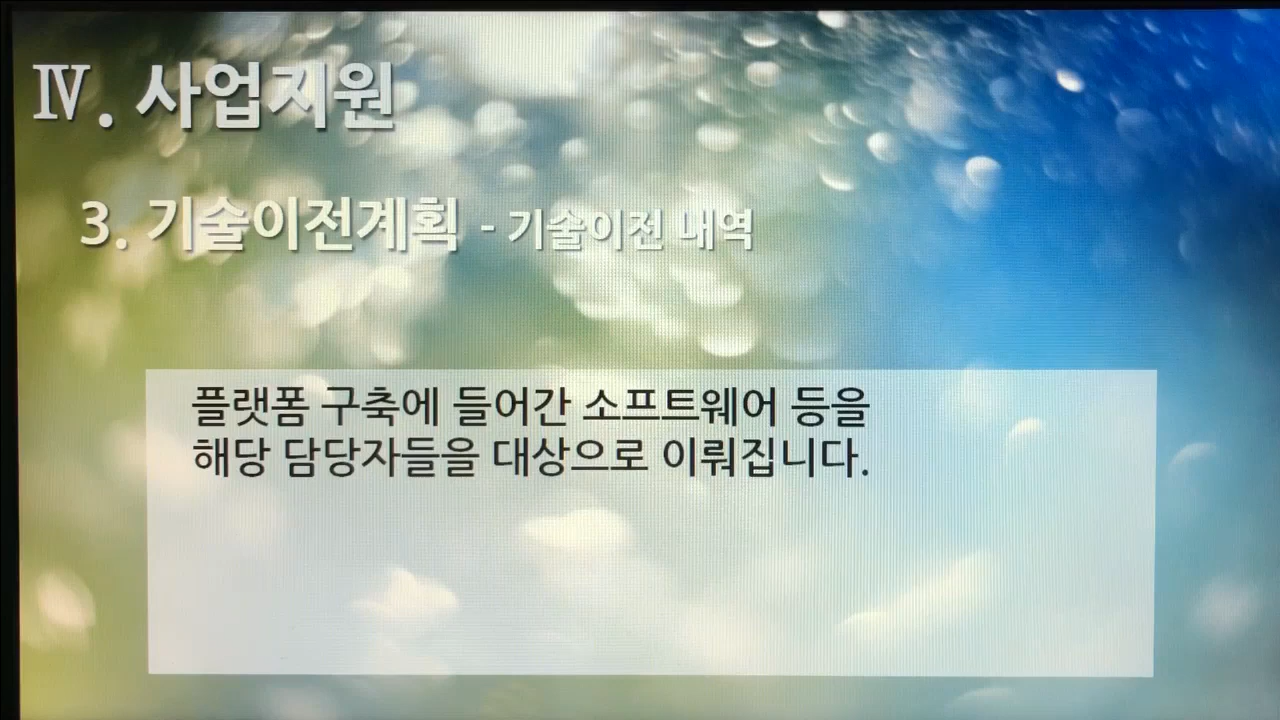 Ⅳ. 사업지원
3. 기술이전계획 - 기술이전 내역
플랫폼 구축에 들어간 소프트웨어 등을
해당 담당자들을 대상으로 이뤄집니다.